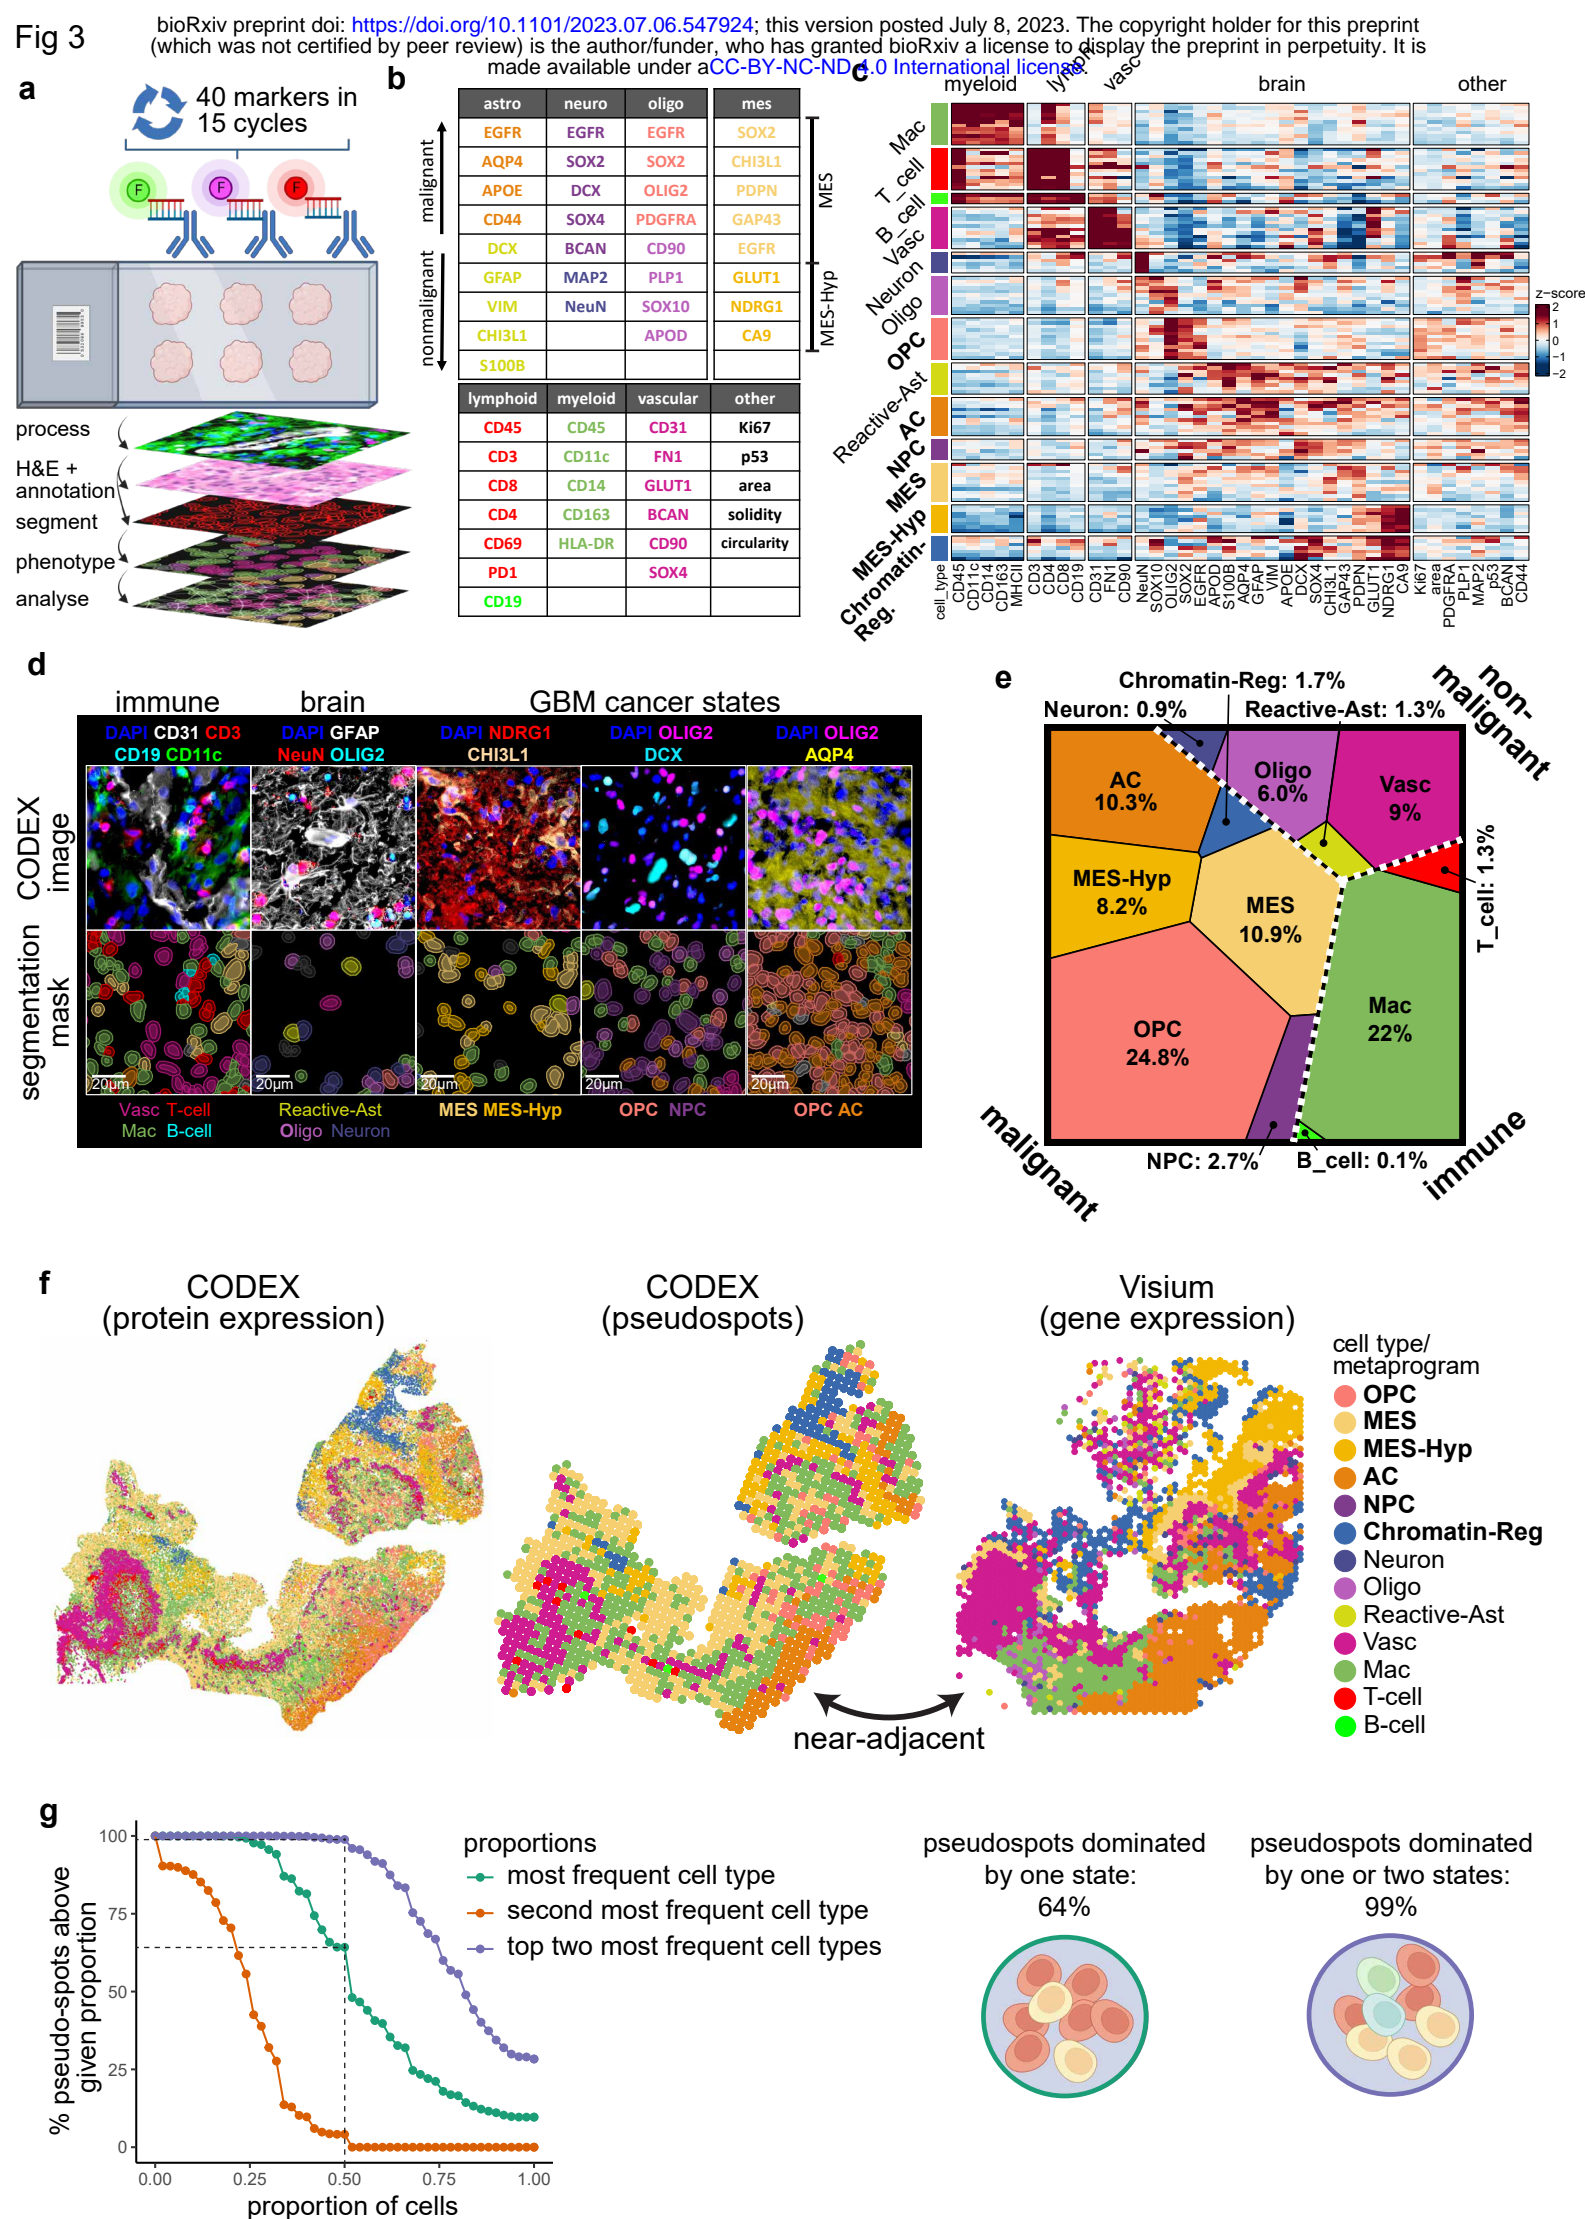 bioRxiv preprint doi: https://doi.org/10.1101/2023.07.06.547924; this version posted July 8, 2023. The copyright holder for this preprint
(which was not certified by peer review) is the author/funder, who has granted bioRxiv a license to display the preprint in perpetuity. It is
made available under aCC-BY-NC-ND 4.0 International license.
Fig 3
a
40 markers in
15 cycles
F
F
F
process
H&E +
annotation
segment
phenotype
analyse
b
astro neuro oligo mes
EGFR EGFR EGFR SOX2
AQP4 SOX2 SOX2 CHI3L1
APOE DCX OLIG2 PDPN
CD44 SOX4 PDGFRA GAP43
DCX BCAN CD90 EGFR
GFAP MAP2 PLP1 GLUT1
VIM NeuN SOX10 NDRG1
CHI3L1 APOD CA9
S100B
malignant
nonmalignant
MES
MES-Hyp
lymphoid myeloid vascular other
CD45 CD45 CD31 Ki67
CD3 CD11c FN1 p53
CD8 CD14 GLUT1 area
CD4 CD163 BCAN solidity
CD69 HLA-DR CD90 circularity
PD1 SOX4
CD19
c
myeloid lymph vasc brain other
Mac
T_cell
B_cell
Vasc
Neuron
Oligo
OPC
Reactive-Ast
AC
NPC
MES
MES-Hyp
Chromatin-
Reg.
z-score
2
1
0
-1
-2
cell_type CD45 CD11c CD14 CD163 MHCII CD3 CD4 CD8 CD19 CD31 FN1 CD90 NeuN SOX10 OLIG2 SOX2 EGFR APOD S100B AQP4 GFAP VIM APOE DCX SOX4 CHI3L1 GAP43 PDPN GLUT1 NDRG1 CA9 Ki67 area PDGFRA PLP1 MAP2 p53 BCAN CD44
d
immune brain GBM cancer states
DAPI CD31 CD3
CD19 CD11c
DAPI GFAP
NeuN OLIG2
DAPI NDRG1
CHI3L1
DAPI OLIG2
DCX
DAPI OLIG2
AQP4
CODEX
image
segmentation
mask
20μm 20μm 20μm 20μm 20μm
Vasc T-cell
Mac B-cell
Reactive-Ast
Oligo Neuron
MES MES-Hyp
OPC NPC
OPC AC
e
Chromatin-Reg: 1.7%
Neuron: 0.9%
Reactive-Ast: 1.3%
non-
malignant
AC
10.3%
Oligo
6.0%
Vasc
9%
T_cell: 1.3%
MES-Hyp
8.2%
MES
10.9%
OPC
24.8%
Mac
22%
NPC: 2.7%
B_cell: 0.1%
malignant
immune
f
CODEX
(protein expression)
CODEX
(pseudospots)
Visium
(gene expression)
near-adjacent
cell type/
metaprogram
OPC
MES
MES-Hyp
AC
NPC
Chromatin-Reg
Neuron
Oligo
Reactive-Ast
Vasc
Mac
T-cell
B-cell
g
% pseudo-spots above
given proportion
100
75
50
25
0
0.00 0.25 0.50 0.75 1.00
proportion of cells
proportions
most frequent cell type
second most frequent cell type
top two most frequent cell types
pseudospots dominated
by one state:
64%
pseudospots dominated
by one or two states:
99%